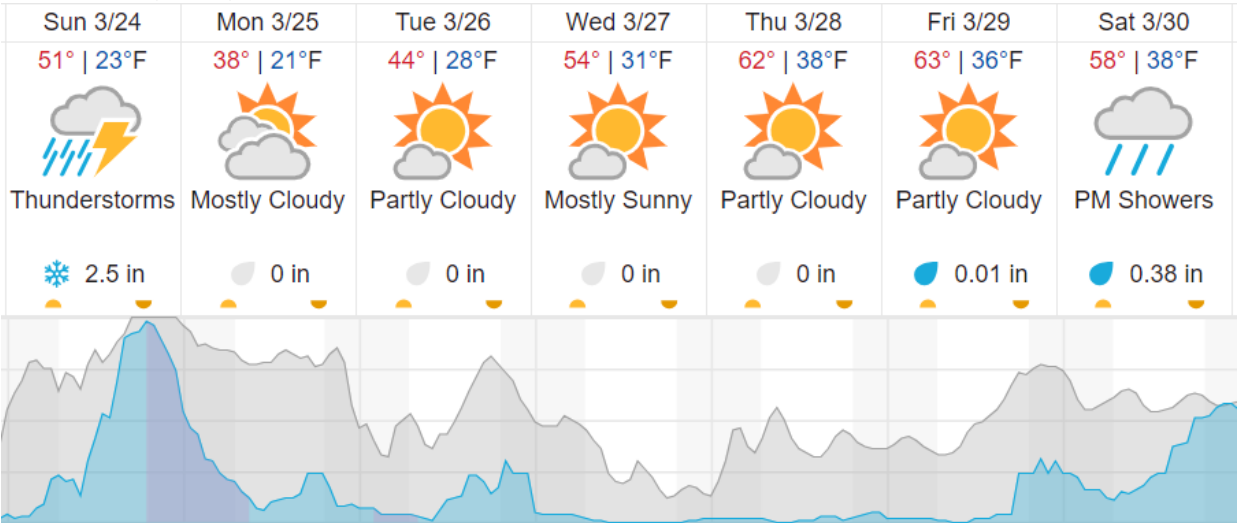 Sun 3/24 Mon 3/25 Tue 3/26 Wed 3/27 Thu 3/28 Fri 3/29 Sat 3/30
51° | 23°F 38° | 21°F 44° | 28°F 54° | 31°F 62° | 38°F 63° | 36°F 58° | 38°F
Thunderstorms Mostly Cloudy Partly Cloudy Mostly Sunny Partly Cloudy Partly Cloudy PM Showers
2.5 in 0 in 0 in 0 in 0 in 0.01 in 0.38 in